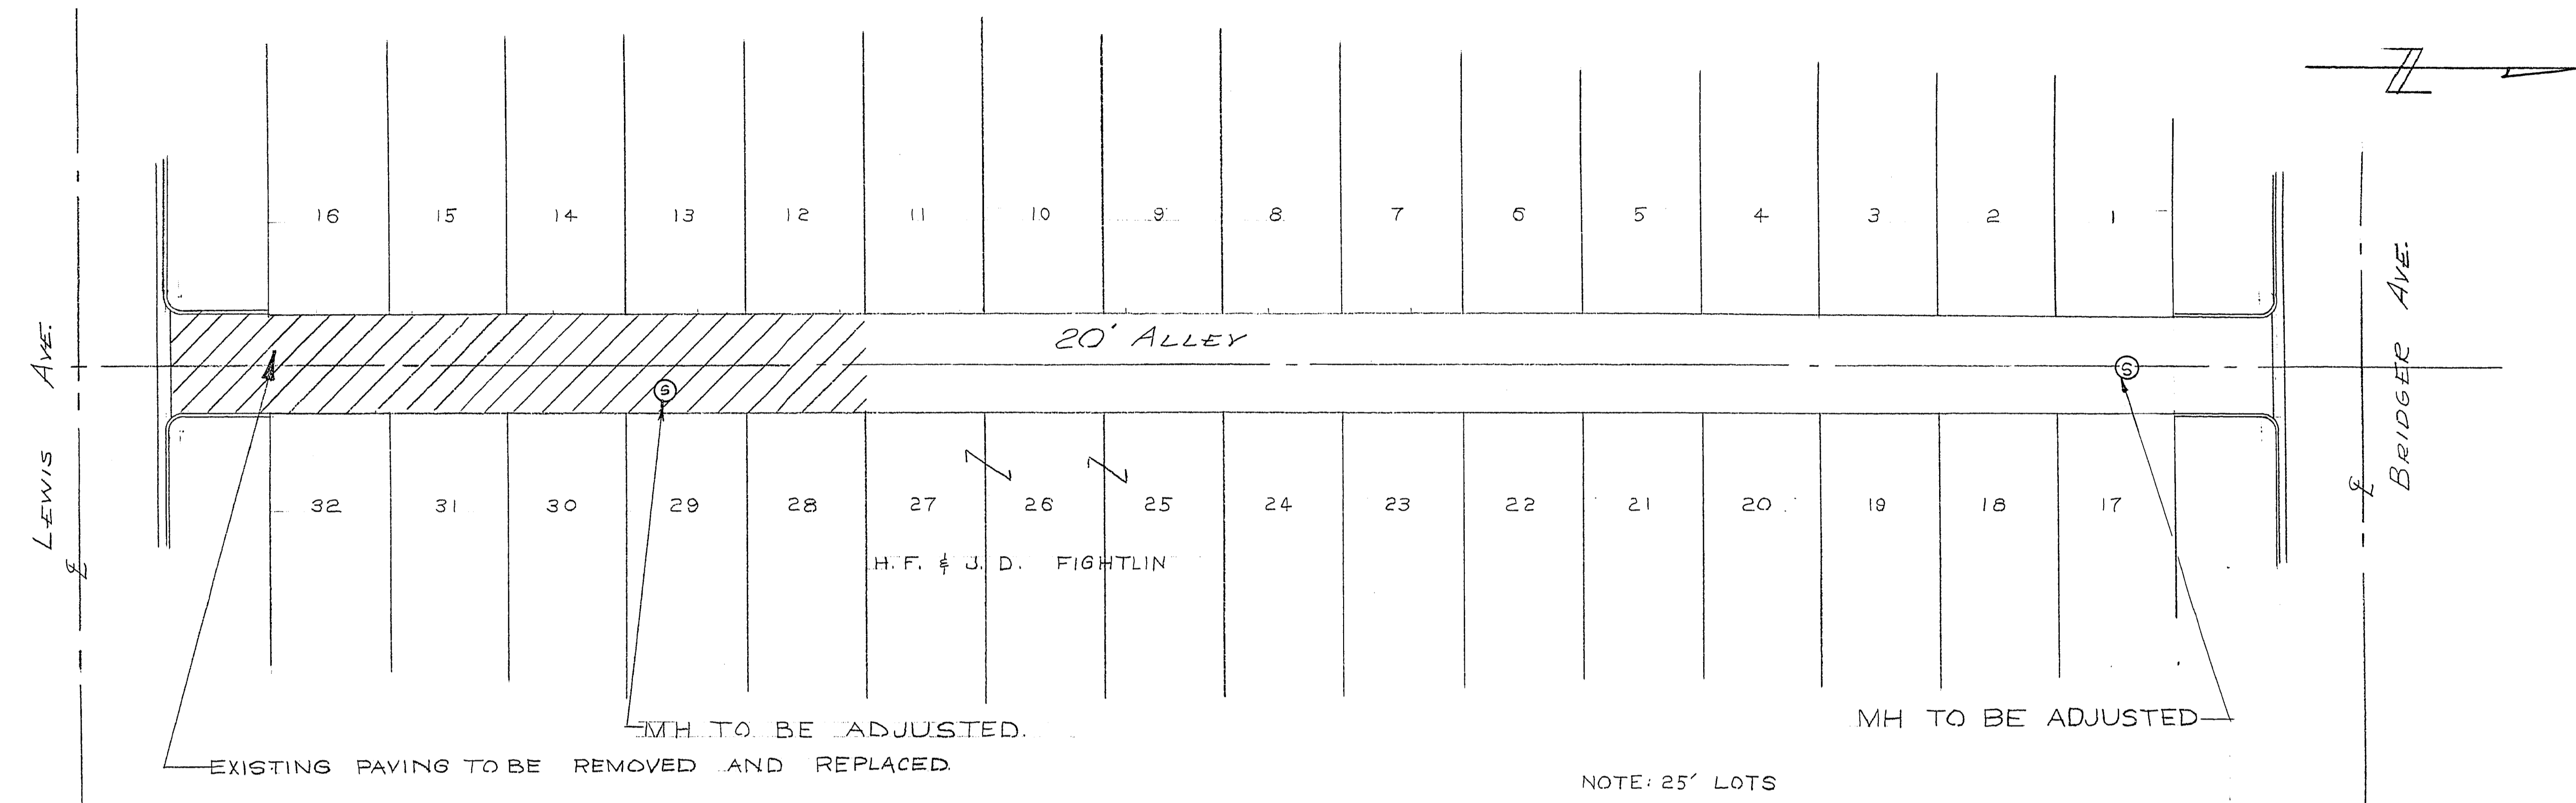 N
16 15 14 13 12 11 10 9 8 7 6 5 4 3 2 1
20' ALLEY
LEWIS AVE.
BRIDGER AVE.
S
S
32 31 30 29 28 27 26 25 24 23 22 21 20 19 18 17
H. F. & J. D. FIGHTLIN
℄
℄
MH TO BE ADJUSTED.
MH TO BE ADJUSTED
EXISTING PAVING TO BE REMOVED AND REPLACED.
NOTE: 25' LOTS